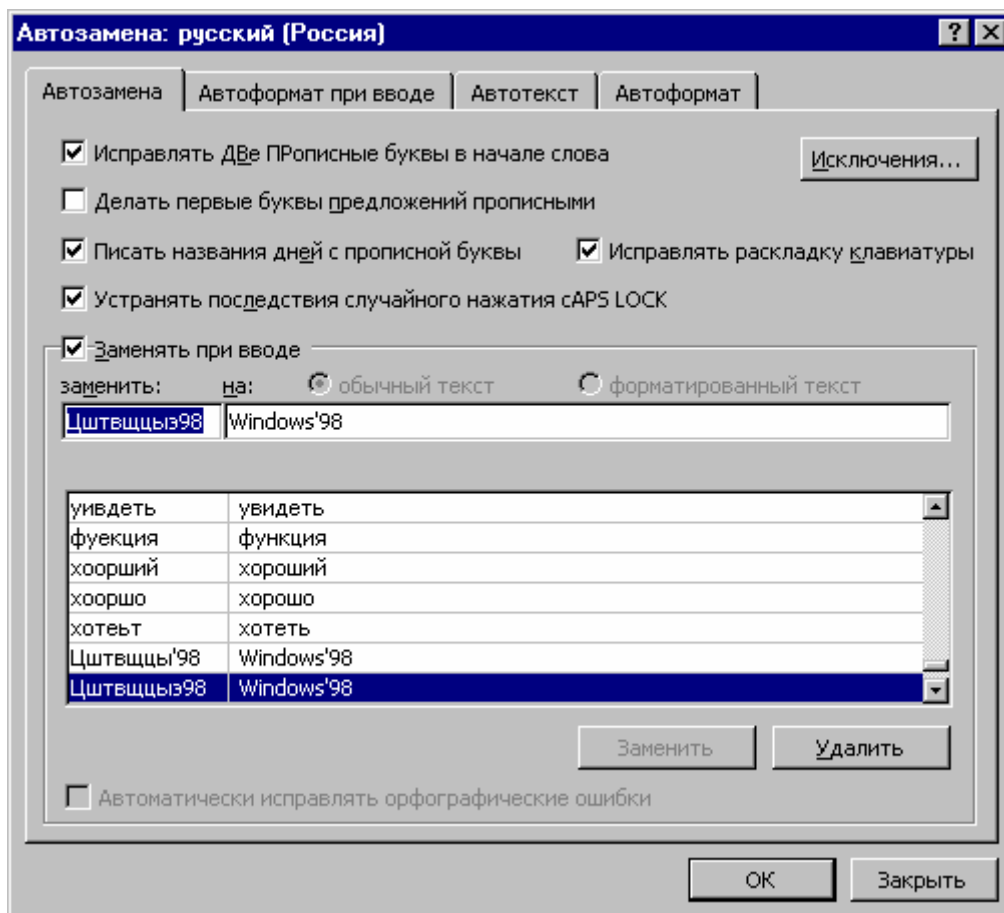 Автозамена: русский (Россия)
Автозамена Автоформат при вводе Автотекст Автоформат
Исправлять ДВе ПРописные буквы в начале слова Исключения...
Делать первые буквы предложений прописными
Писать названия дней с прописной буквы Исправлять раскладку клавиатуры
Устранять последствия случайного нажатия cAPS LOCK
Заменять при вводе
заменить: на: обычный текст форматированный текст
Цштвщцыэ98 Windows'98
уивдеть увидеть
фуекция функция
хоорший хороший
хооршо хорошо
хотеьт хотеть
Цштвщцы'98 Windows'98
Цштвщцыэ98 Windows'98
Заменить Удалить
Автоматически исправлять орфографические ошибки
ОК Закрыть